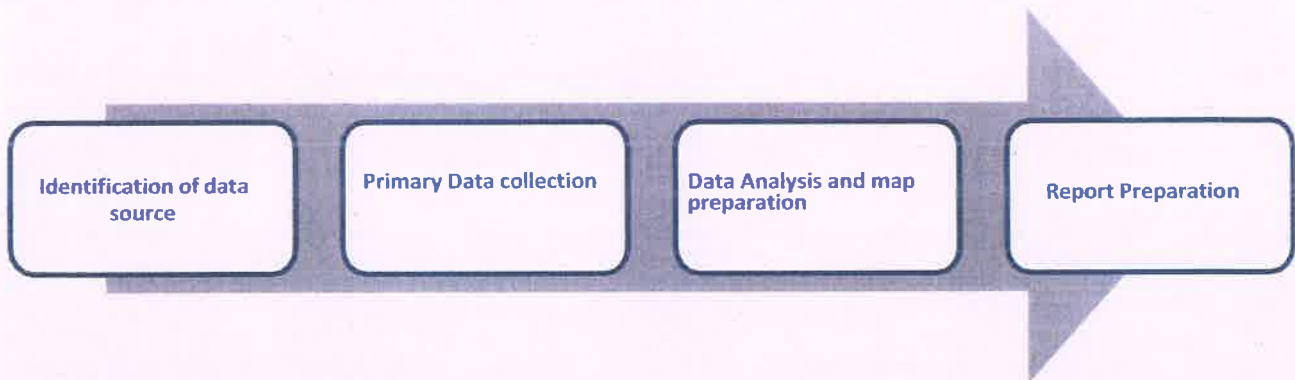 Identification of data
source
Primary Data collection
Data Analysis and map
preparation
Report Preparation